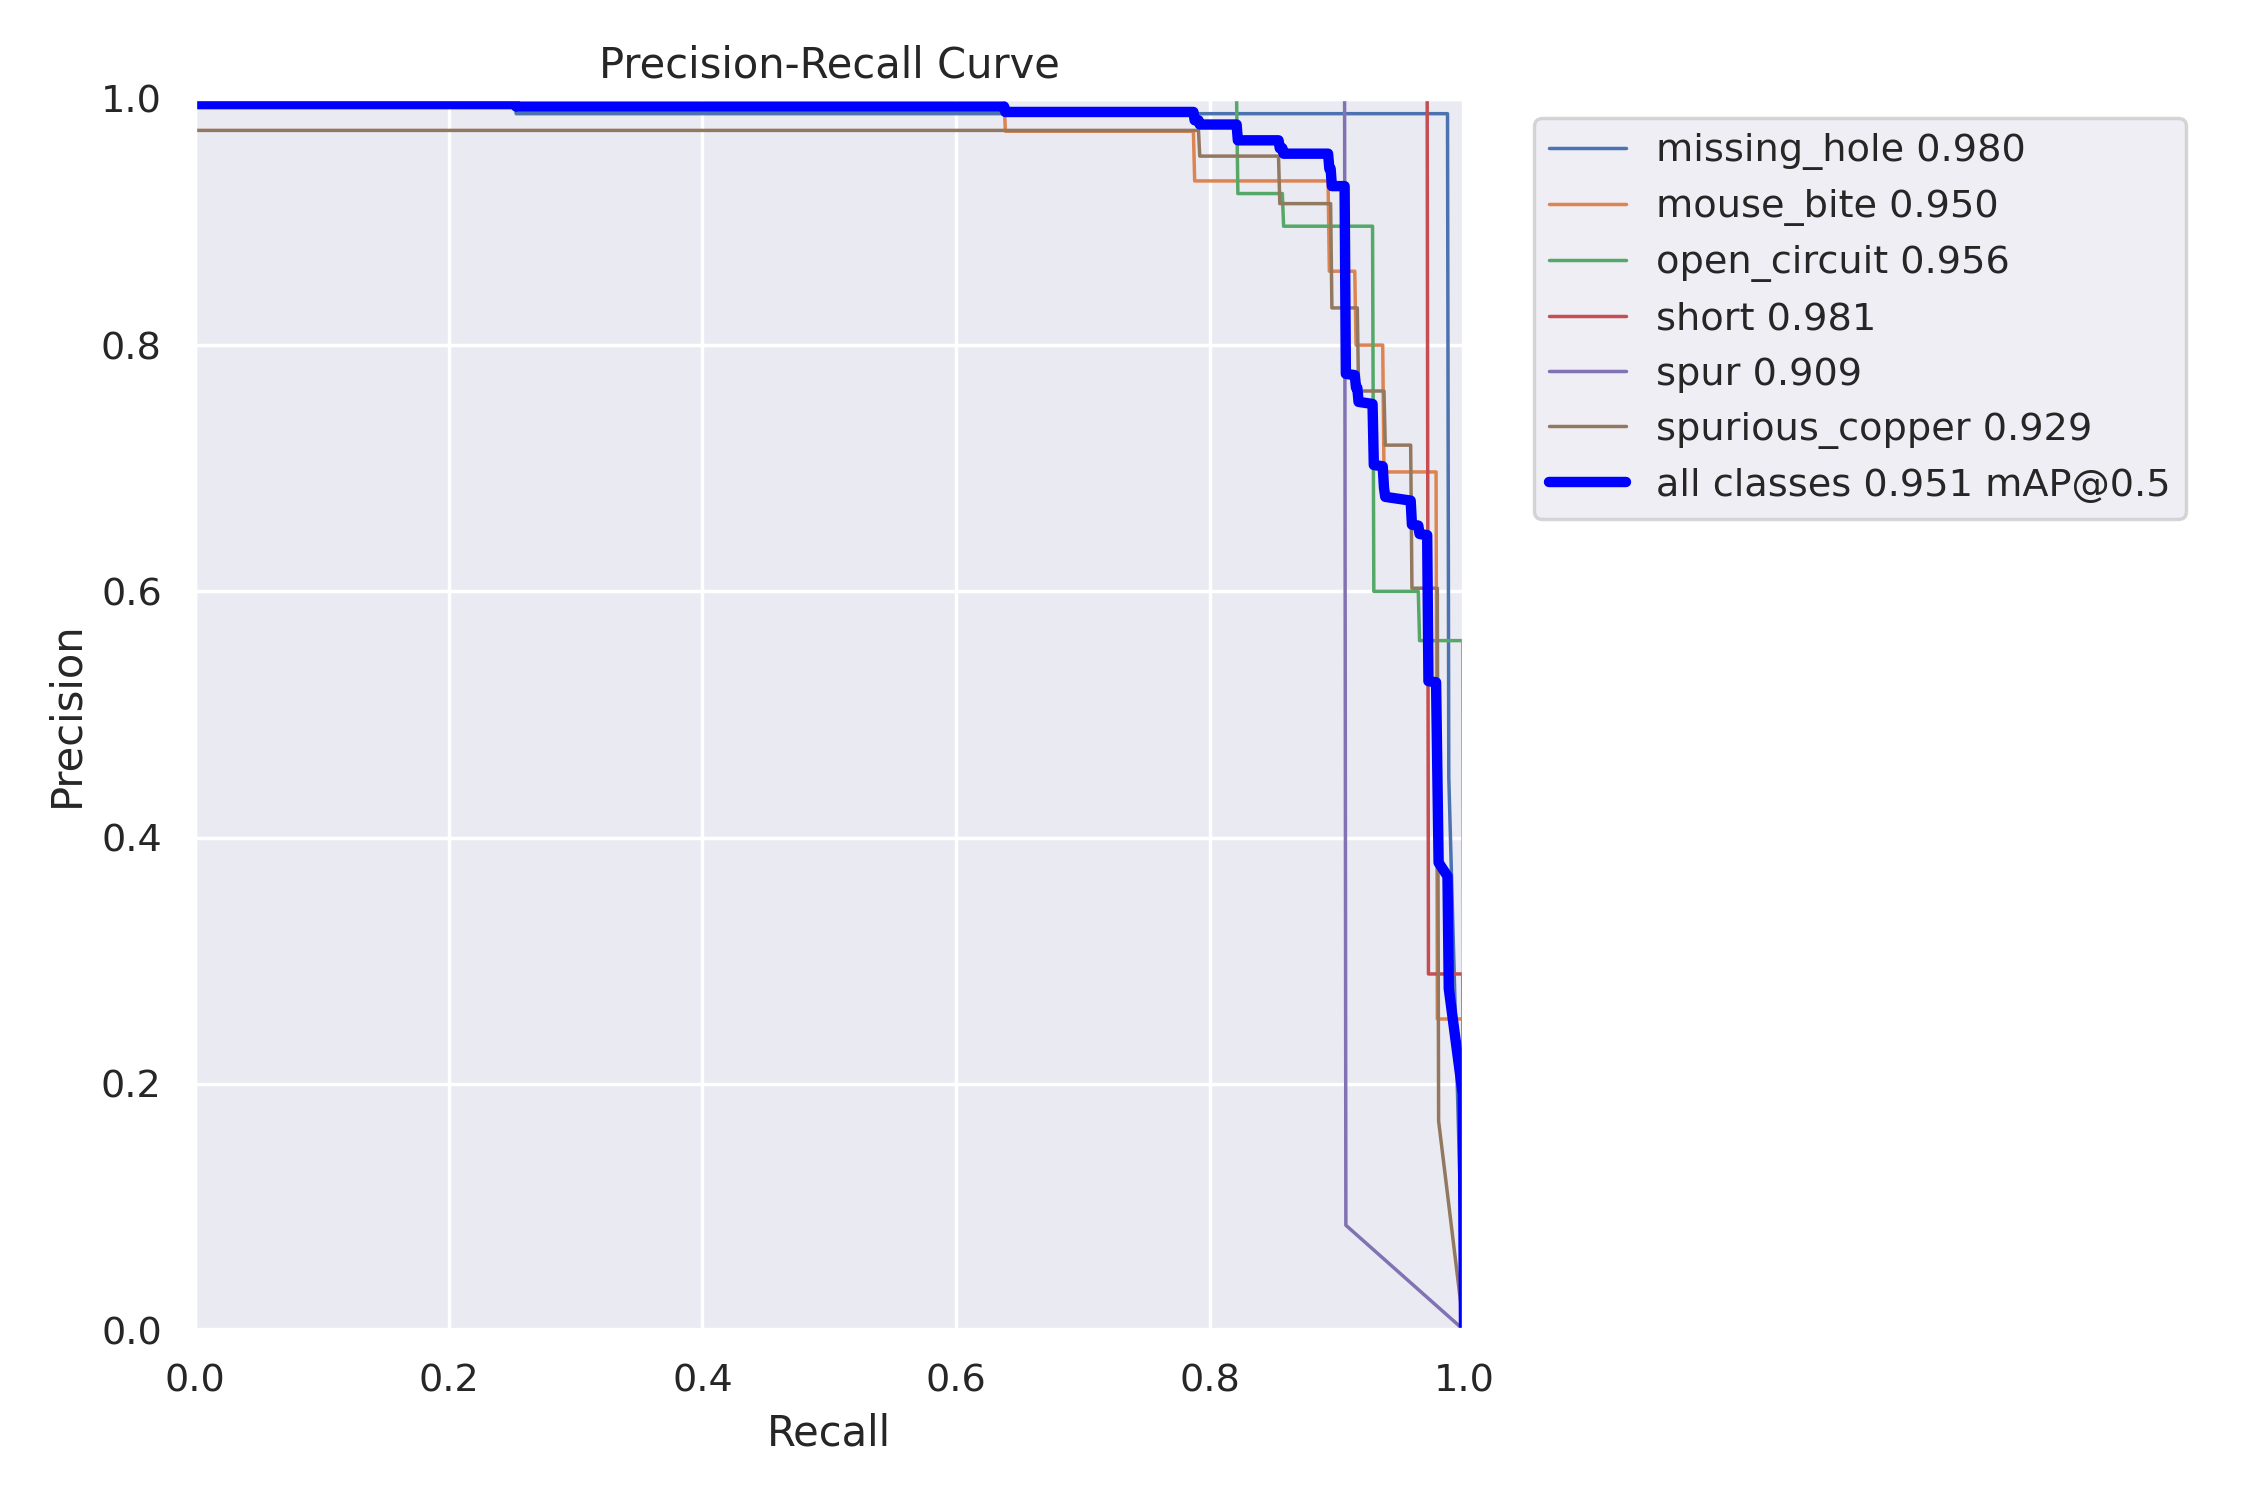 Precision-Recall Curve
1.0
0.8
0.6
0.4
0.2
0.0
Precision
0.0 0.2 0.4 0.6 0.8 1.0
Recall
missing_hole 0.980
mouse_bite 0.950
open_circuit 0.956
short 0.981
spur 0.909
spurious_copper 0.929
all classes 0.951 mAP@0.5